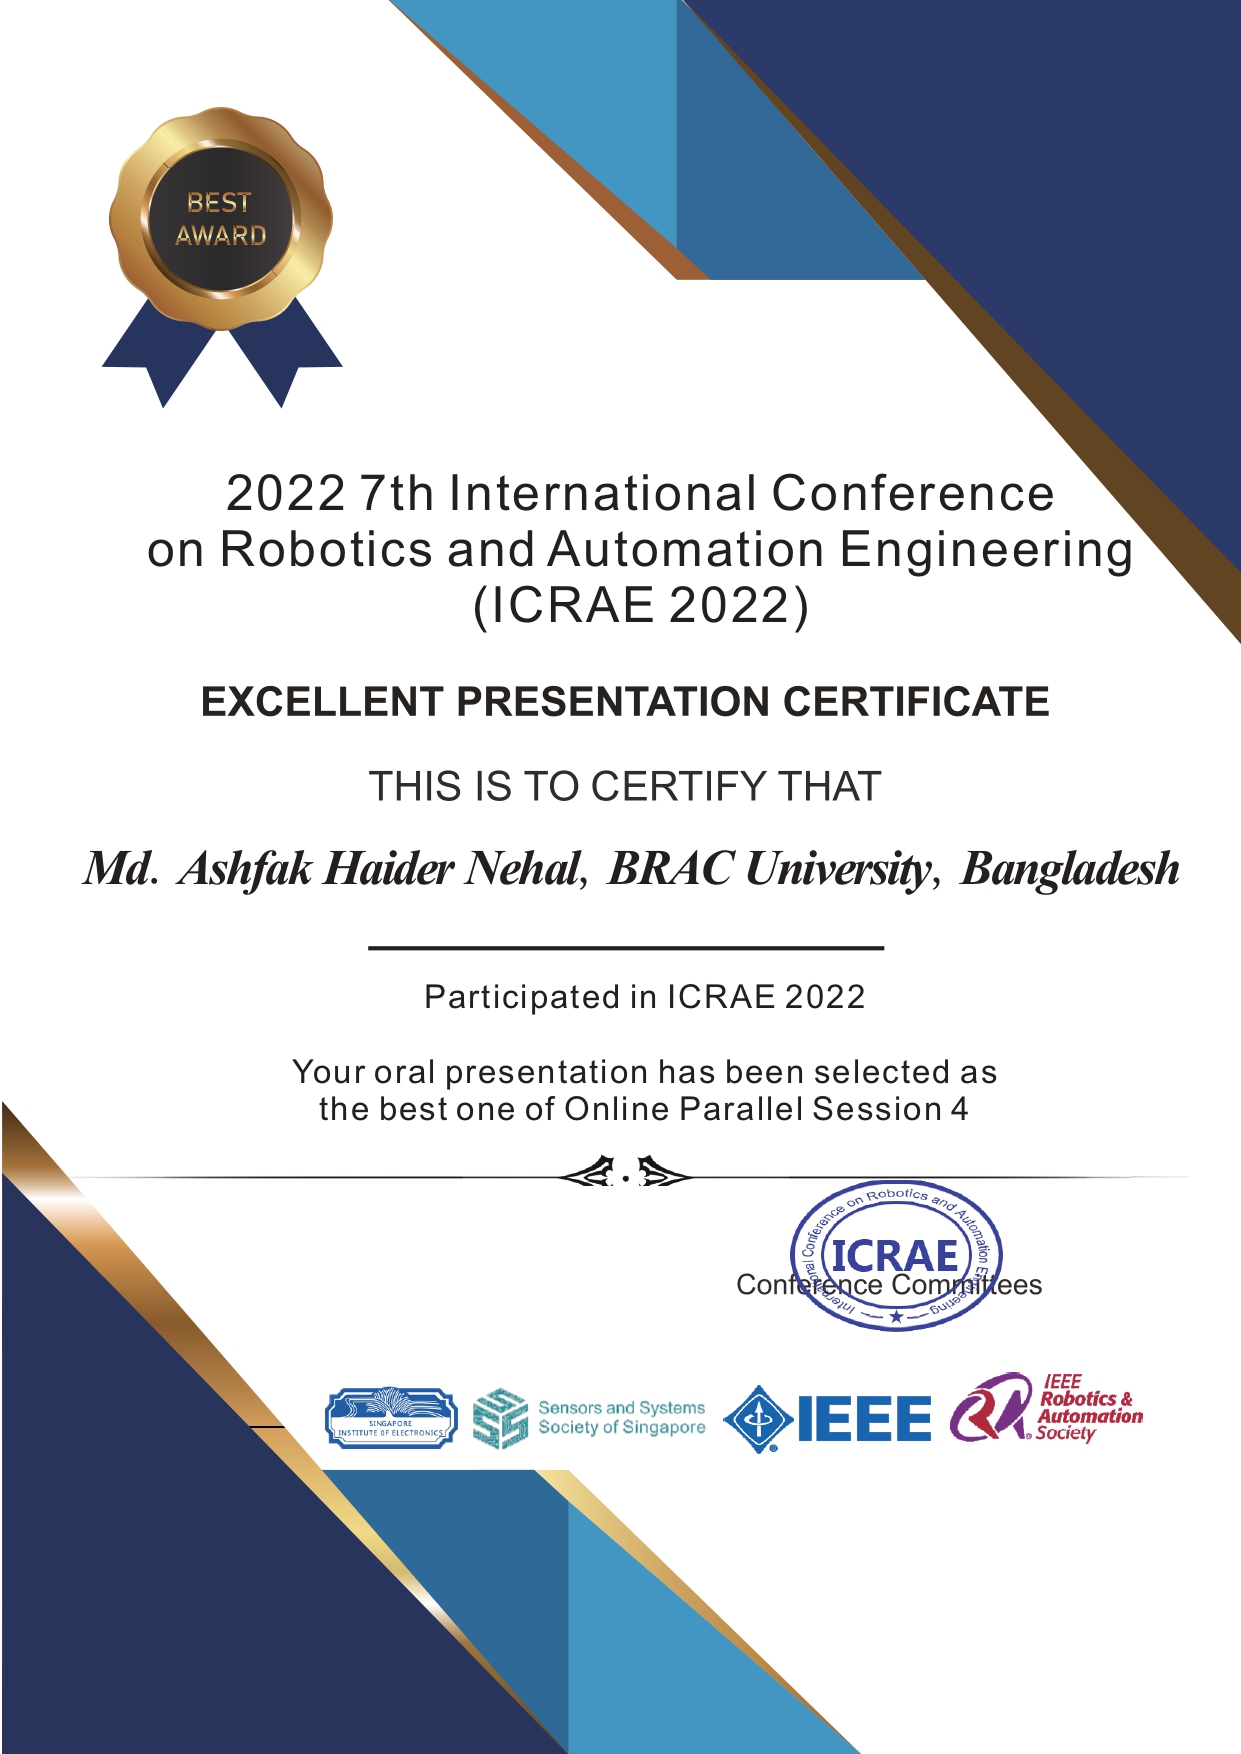 BEST
AWARD
2022 7th International Conference
on Robotics and Automation Engineering
(ICRAE 2022)
EXCELLENT PRESENTATION CERTIFICATE
THIS IS TO CERTIFY THAT
Md. Ashfak Haider Nehal, BRAC University, Bangladesh
Participated in ICRAE 2022
Your oral presentation has been selected as
the best one of Online Parallel Session 4
International Conference on Robotics and Automation Engineering
ICRAE
Conference Committees
SINGAPORE
INSTITUTE OF ELECTRONICS
SSS
Sensors and Systems
Society of Singapore
IEEE
RA
IEEE
Robotics &
Automation
Society